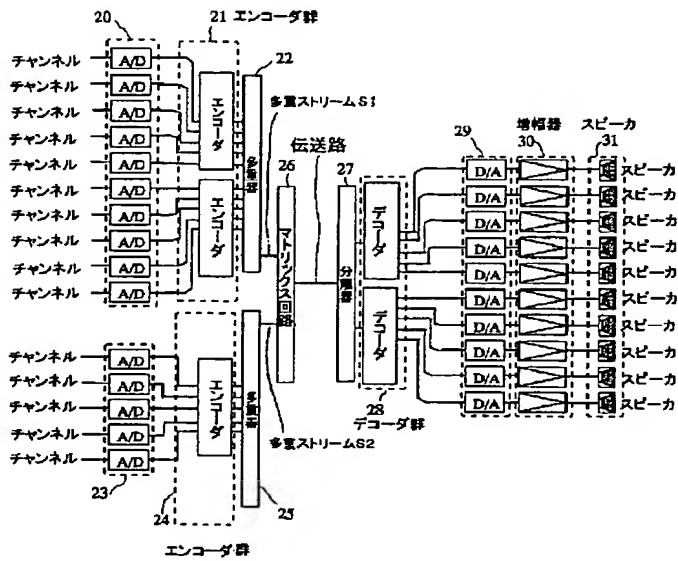 20
21 エンコーダ群
22
チャンネル A/D
チャンネル A/D
チャンネル A/D
チャンネル A/D
チャンネル A/D
チャンネル A/D
チャンネル A/D
チャンネル A/D
チャンネル A/D
チャンネル A/D
エンコーダ
エンコーダ
多重器
多重ストリームS1
26
マトリックス回路
伝送路
27
分離器
デコーダ
デコーダ
28
デコーダ群
29
増幅器
30
スピーカ
31
D/A スピーカ
D/A スピーカ
D/A スピーカ
D/A スピーカ
D/A スピーカ
D/A スピーカ
D/A スピーカ
D/A スピーカ
D/A スピーカ
D/A スピーカ
チャンネル A/D
チャンネル A/D
チャンネル A/D
チャンネル A/D
チャンネル A/D
23
エンコーダ
24
エンコーダ群
多重器
25
多重ストリームS2